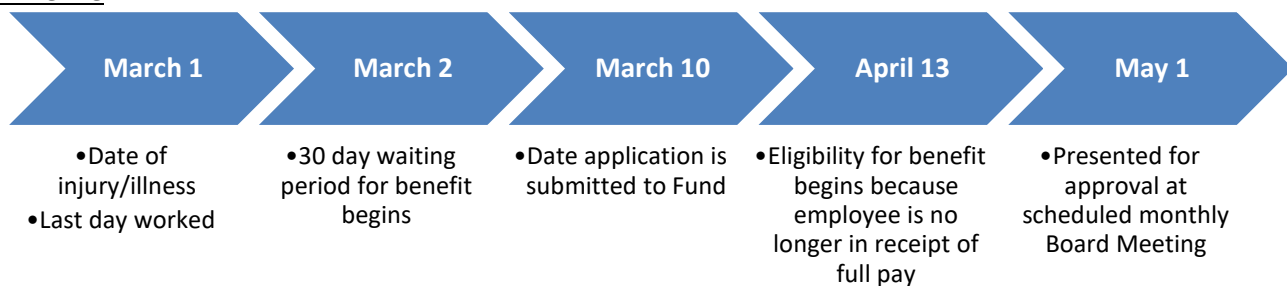 March 1
March 2
March 10
April 13
May 1
•Date of
injury/illness
•Last day worked
•30 day waiting
period for benefit
begins
•Date application is
submitted to Fund
•Eligibility for benefit
begins because
employee is no
longer in receipt of
full pay
•Presented for
approval at
scheduled monthly
Board Meeting